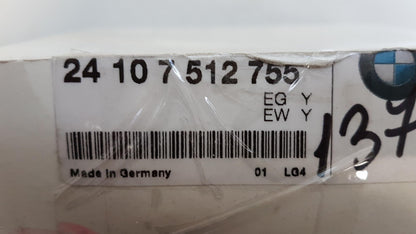 24 10 7 512 755
EG Y
EW Y
137
Made in Germany 01 LG4